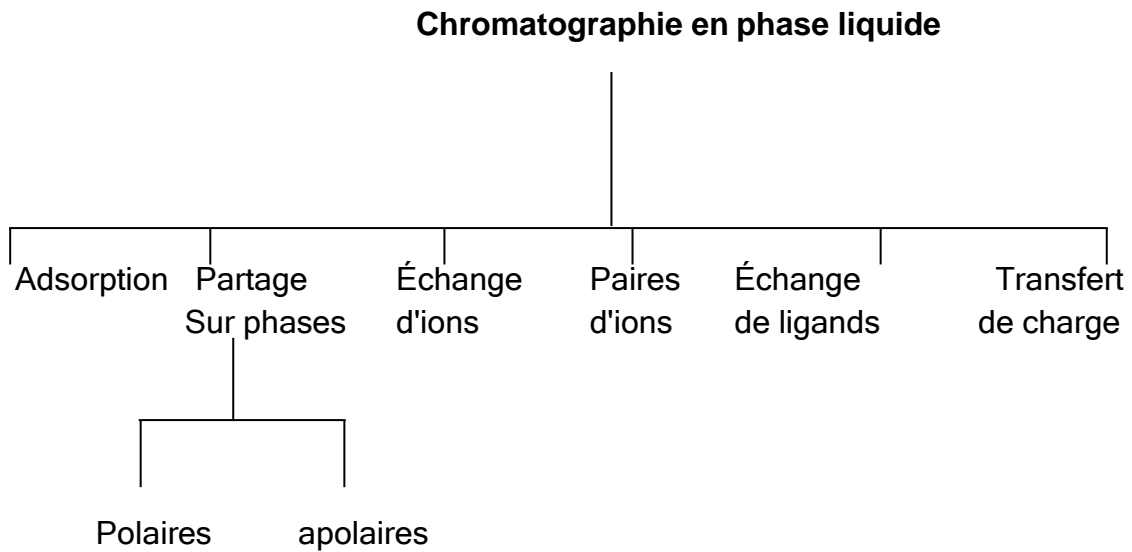 Chromatographie en phase liquide
Adsorption Partage Échange Paires Échange Transfert
Sur phases d'ions d'ions de ligands de charge
Polaires apolaires